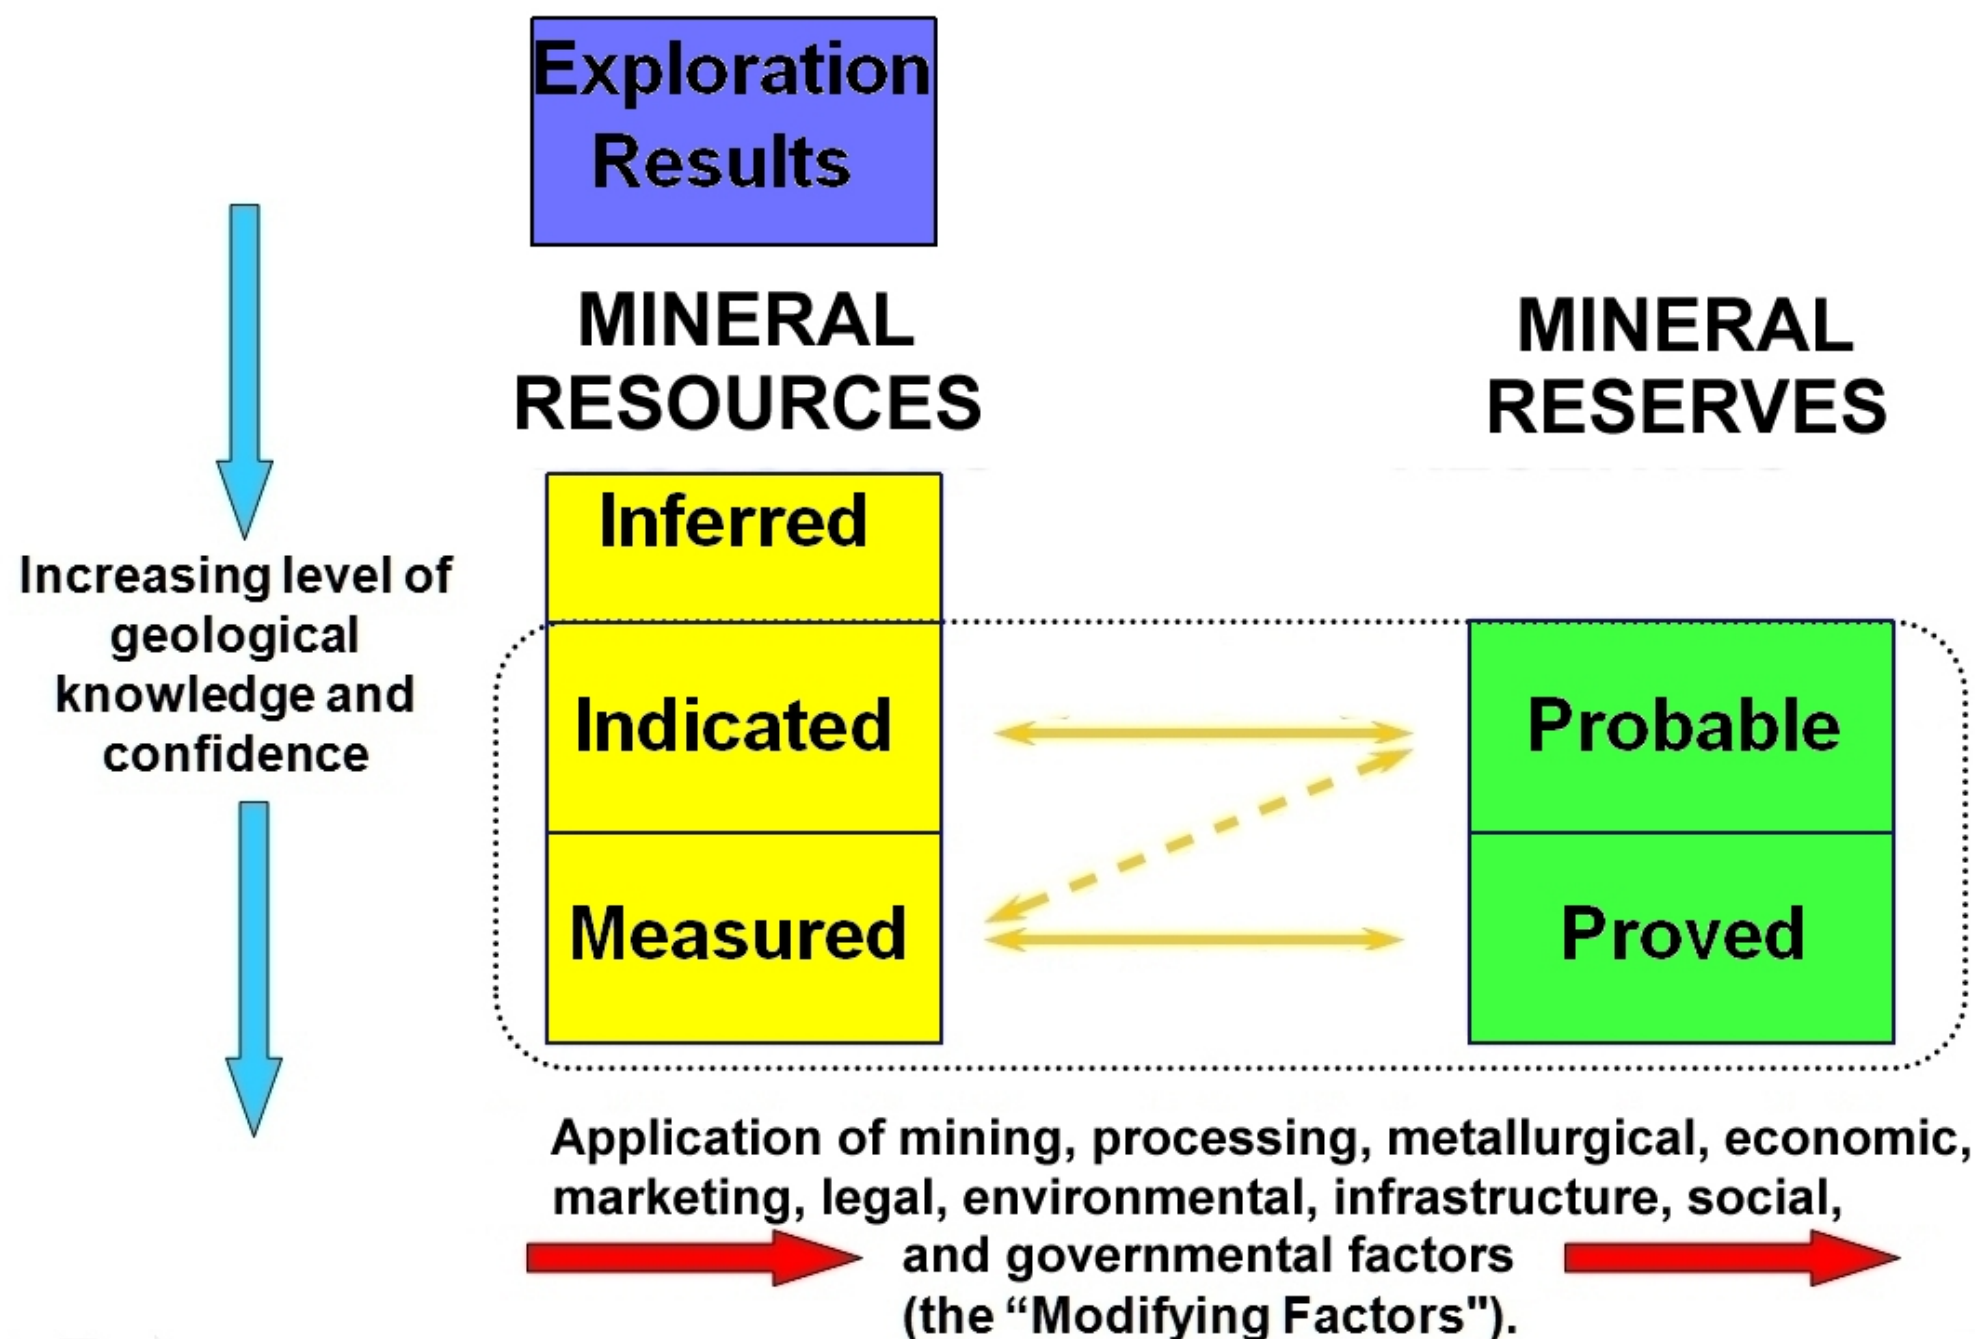 Exploration
Results
MINERAL
RESOURCES
MINERAL
RESERVES
Inferred
Indicated
Measured
Probable
Proved
Increasing level of
geological
knowledge and
confidence
Application of mining, processing, metallurgical, economic,
marketing, legal, environmental, infrastructure, social,
and governmental factors
(the “Modifying Factors").